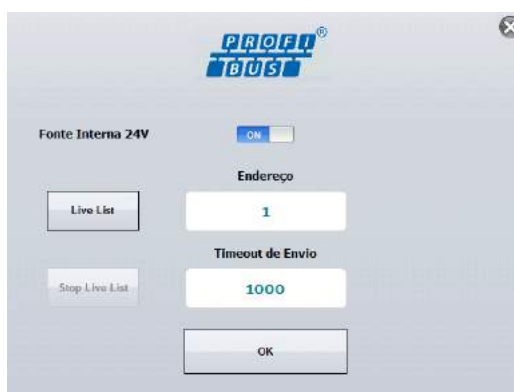 PROFI®
BUS
Fonte Interna 24V
ON
Endereço
Live List
1
Timeout de Envio
Stop Live List
1000
OK